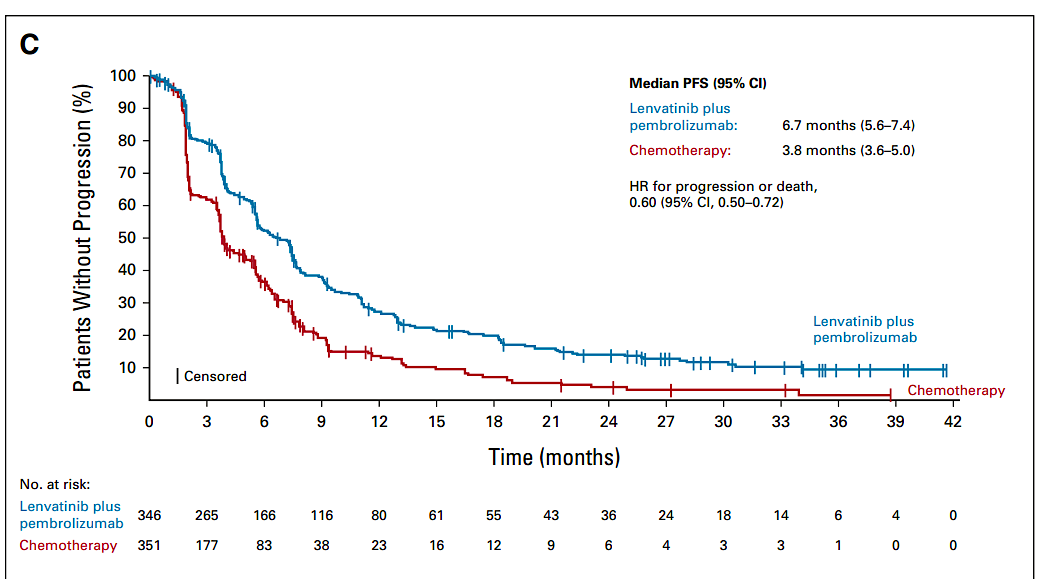 C
Patients Without Progression (%)
100
90
80
70
60
50
40
30
20
10
Median PFS (95% CI)
Lenvatinib plus
pembrolizumab: 6.7 months (5.6–7.4)
Chemotherapy: 3.8 months (3.6–5.0)
HR for progression or death,
0.60 (95% CI, 0.50–0.72)
Lenvatinib plus
pembrolizumab
Chemotherapy
Censored
0 3 6 9 12 15 18 21 24 27 30 33 36 39 42
Time (months)
No. at risk:
Lenvatinib plus
pembrolizumab 346 265 166 116 80 61 55 43 36 24 18 14 6 4 0
Chemotherapy 351 177 83 38 23 16 12 9 6 4 3 3 1 0 0